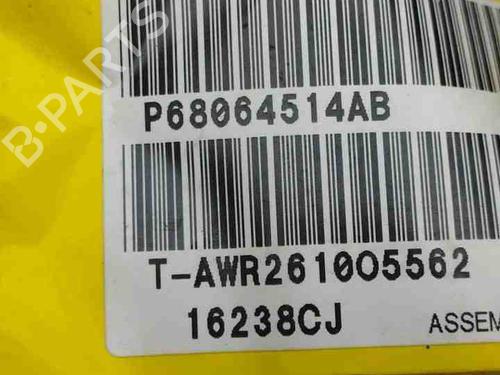 B-PARTS
P68064514AB
T-AWR261005562
16238CJ
ASSEM